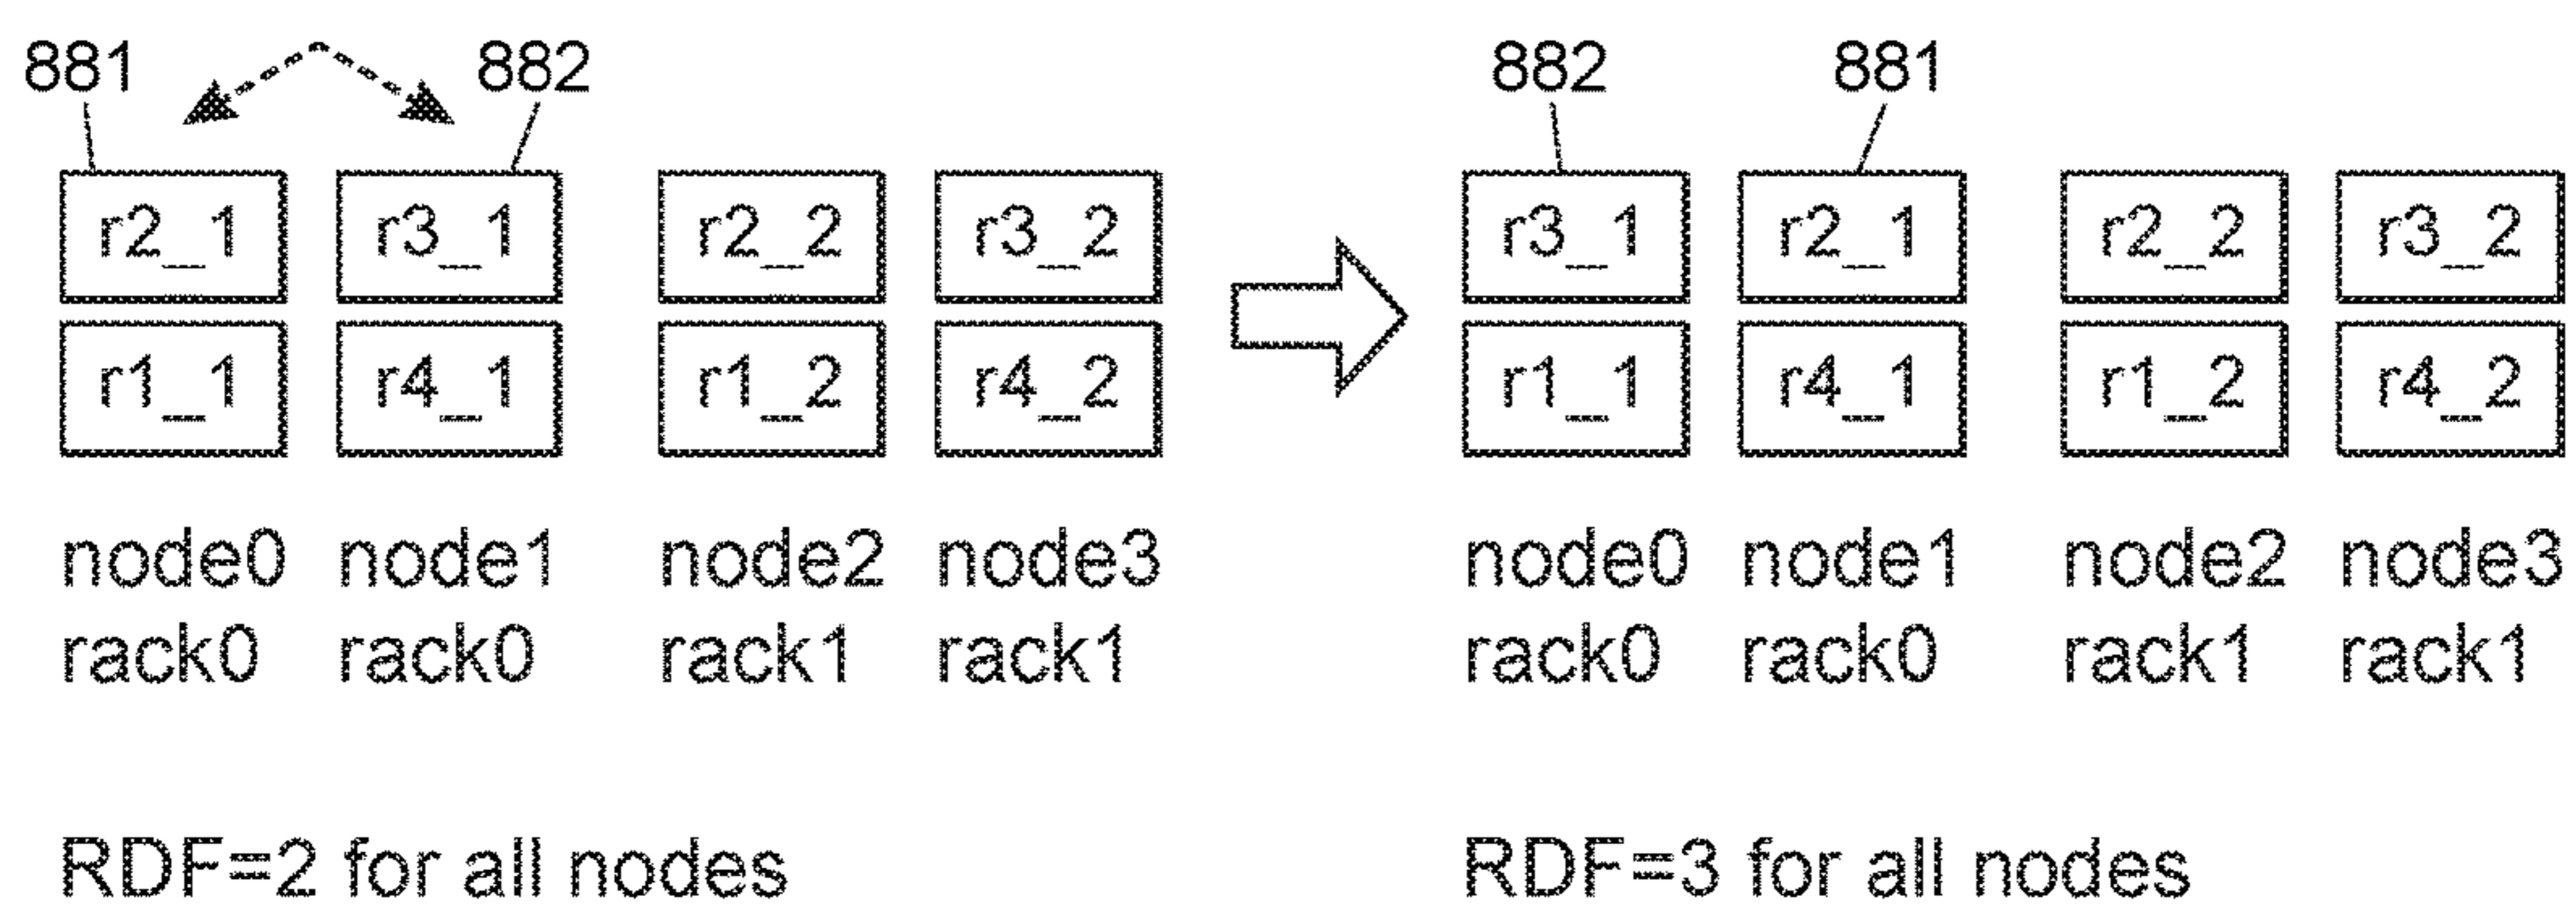 881 882 882 881
r2_1 r3_1 r2_2 r3_2 r3_1 r2_1 r2_2 r3_2
r1_1 r4_1 r1_2 r4_2 r1_1 r4_1 r1_2 r4_2
node0 node1 node2 node3 node0 node1 node2 node3
rack0 rack0 rack1 rack1 rack0 rack0 rack1 rack1
RDF=2 for all nodes RDF=3 for all nodes